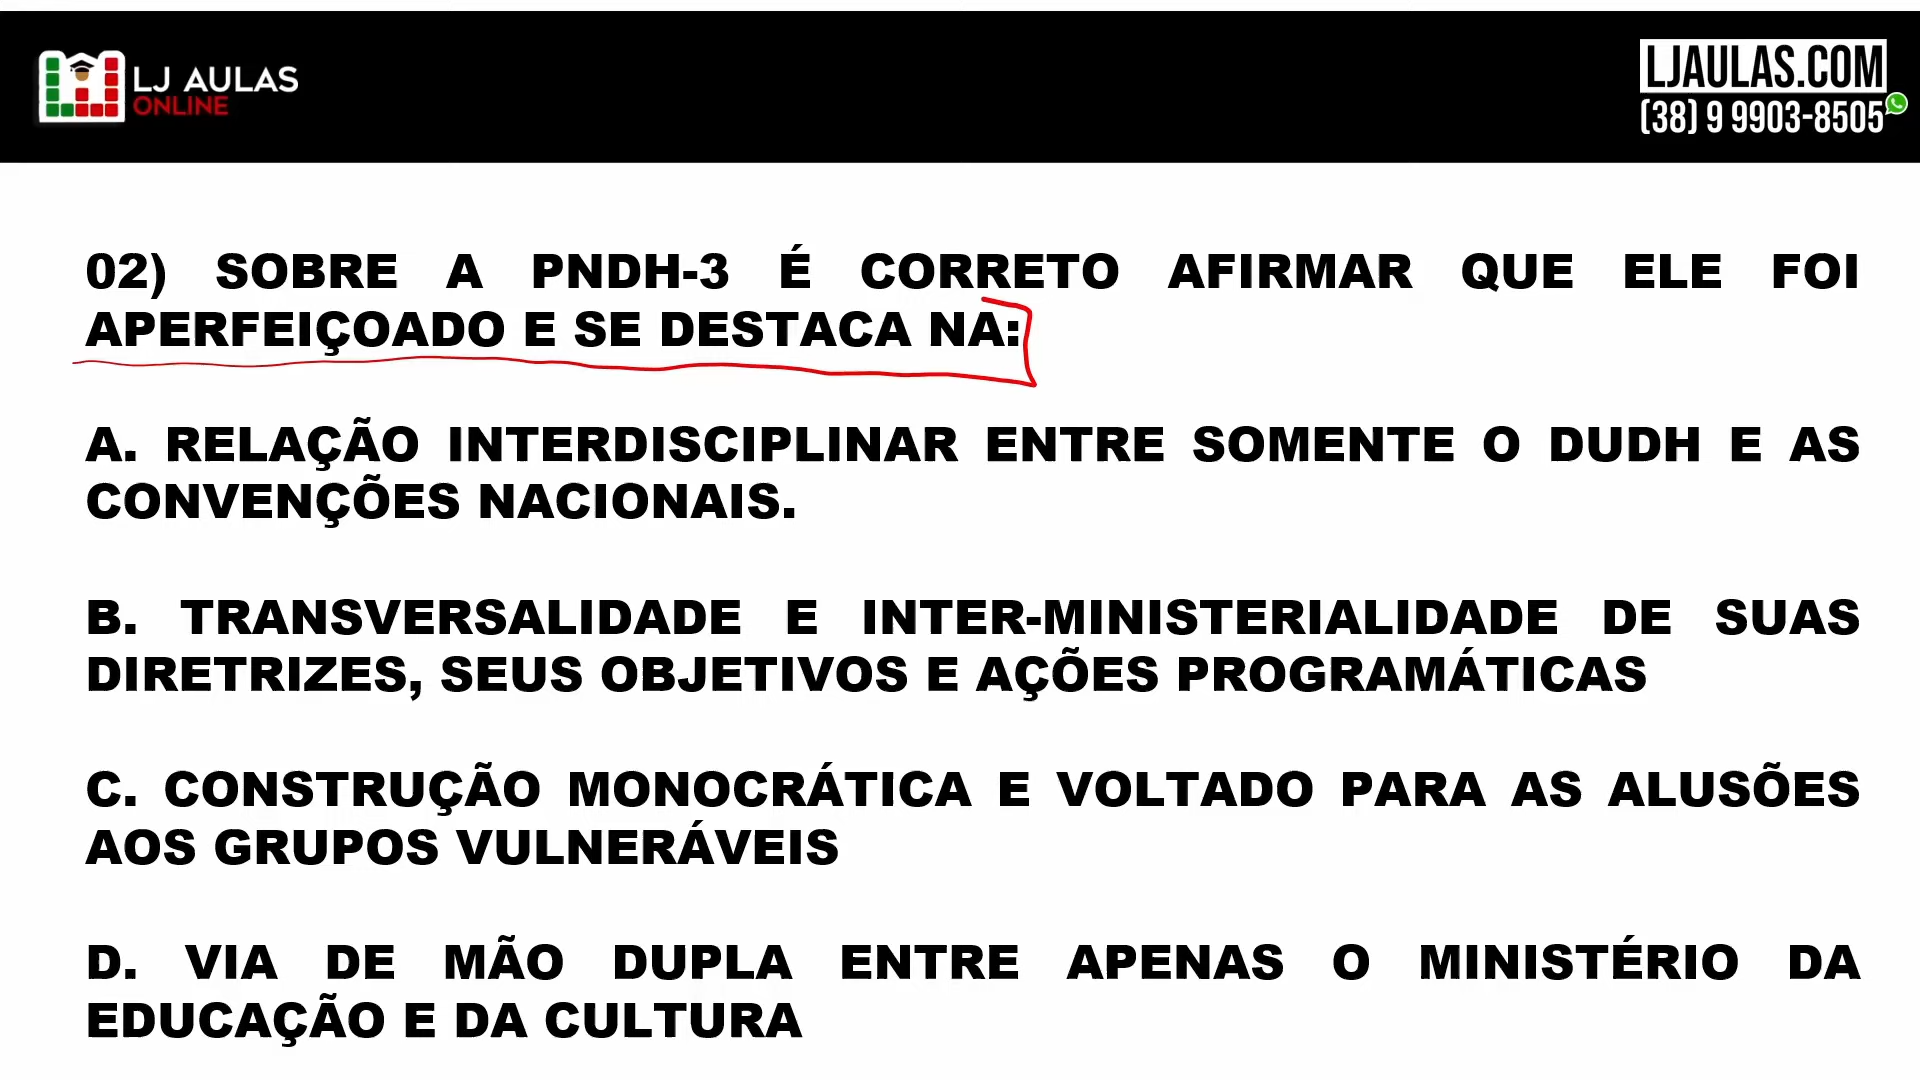 LJ AULAS
ONLINE
LJAULAS.COM
(38) 9 9903-8505
02) SOBRE A PNDH-3 É CORRETO AFIRMAR QUE ELE FOI
APERFEIÇOADO E SE DESTACA NA:
A. RELAÇÃO INTERDISCIPLINAR ENTRE SOMENTE O DUDH E AS
CONVENÇÕES NACIONAIS.
B. TRANSVERSALIDADE E INTER-MINISTERIALIDADE DE SUAS
DIRETRIZES, SEUS OBJETIVOS E AÇÕES PROGRAMÁTICAS
C. CONSTRUÇÃO MONOCRÁTICA E VOLTADO PARA AS ALUSÕES
AOS GRUPOS VULNERÁVEIS
D. VIA DE MÃO DUPLA ENTRE APENAS O MINISTÉRIO DA
EDUCAÇÃO E DA CULTURA